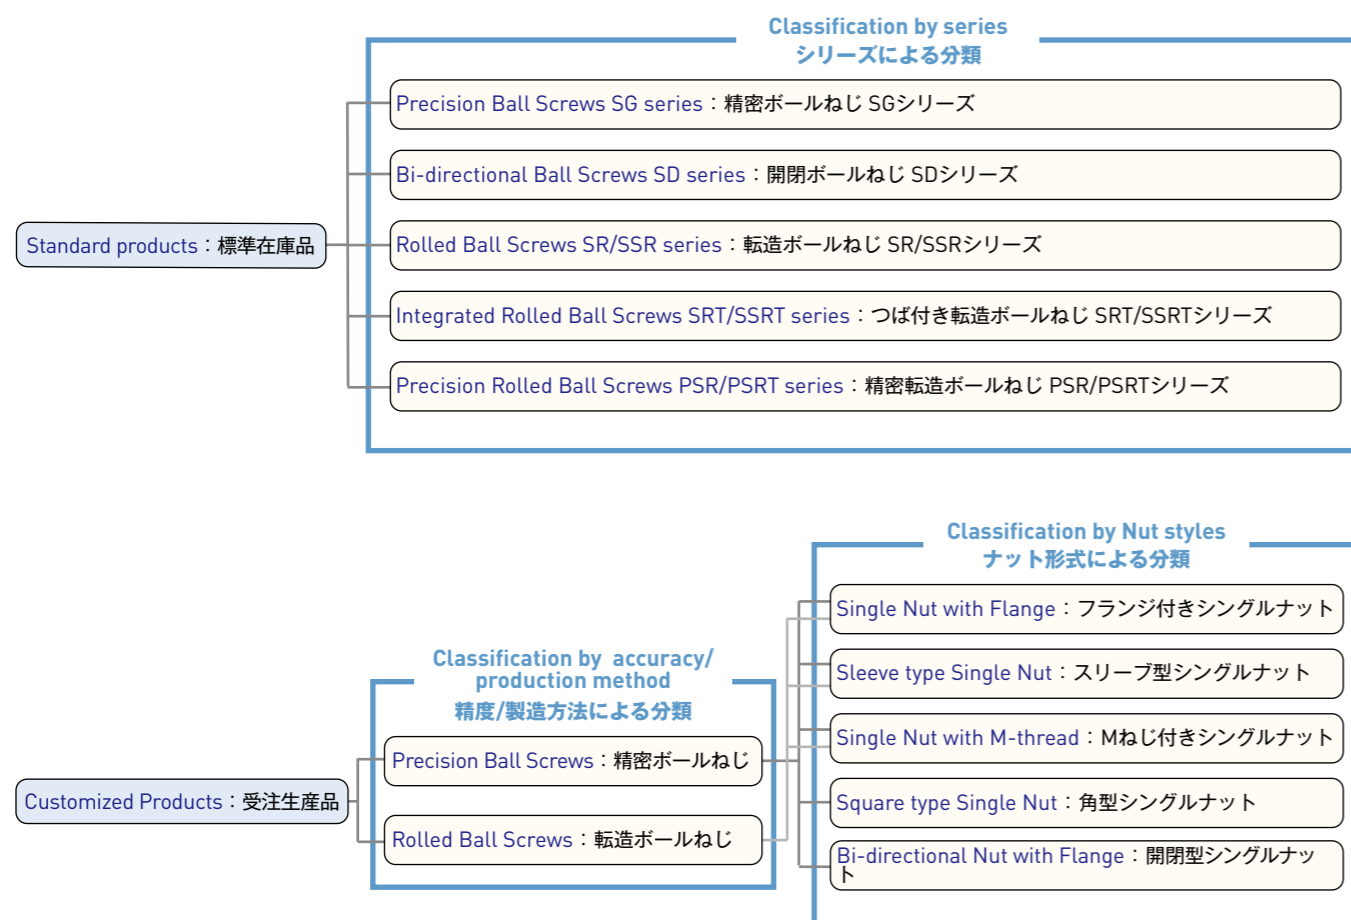 Classification by series
シリーズによる分類
Precision Ball Screws SG series：精密ボールねじ SGシリーズ
Bi-directional Ball Screws SD series：開閉ボールねじ SDシリーズ
Standard products：標準在庫品
Rolled Ball Screws SR/SSR series：転造ボールねじ SR/SSRシリーズ
Integrated Rolled Ball Screws SRT/SSRT series：つば付き転造ボールねじ SRT/SSRTシリーズ
Precision Rolled Ball Screws PSR/PSRT series：精密転造ボールねじ PSR/PSRTシリーズ
Classification by Nut styles
ナット形式による分類
Single Nut with Flange：フランジ付きシングルナット
Classification by accuracy/
production method
精度/製造方法による分類
Sleeve type Single Nut：スリーブ型シングルナット
Single Nut with M-thread：Mねじ付きシングルナット
Precision Ball Screws：精密ボールねじ
Customized Products：受注生産品
Square type Single Nut：角型シングルナット
Rolled Ball Screws：転造ボールねじ
Bi-directional Nut with Flange：開閉型シングルナッ
ト